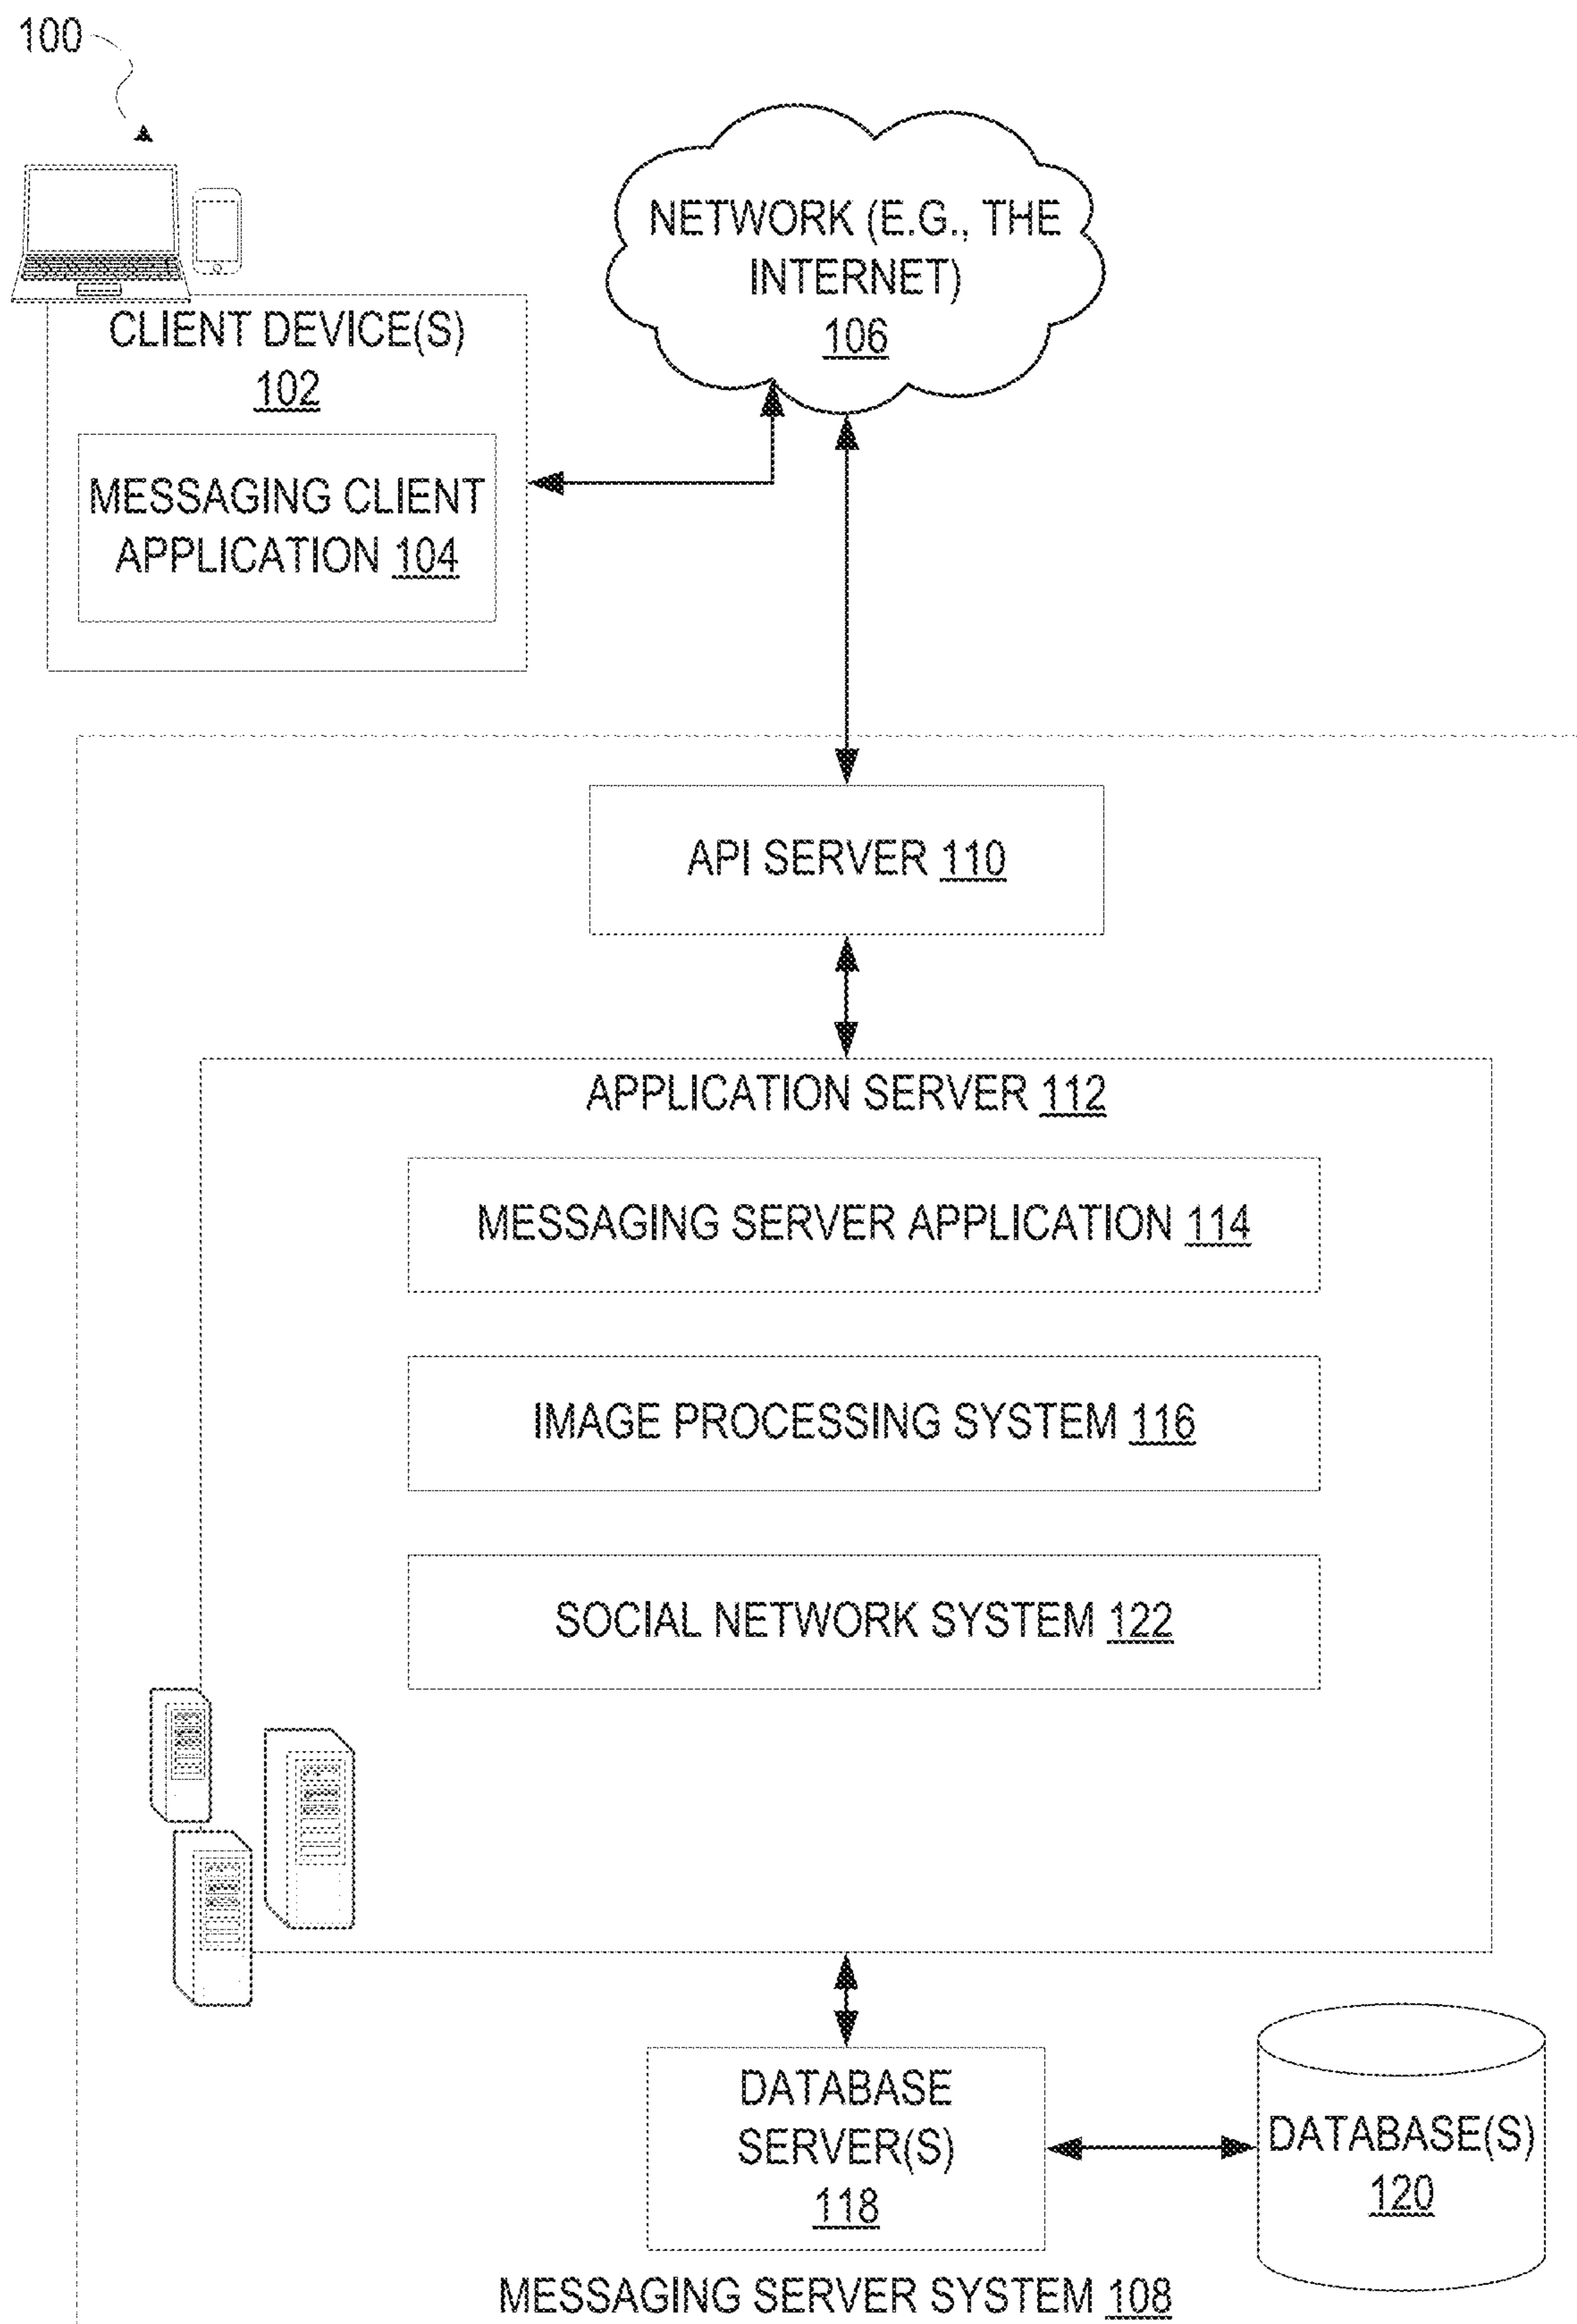 100
NETWORK (E.G., THE
INTERNET)
106
CLIENT DEVICE(S)
102
MESSAGING CLIENT
APPLICATION 104
API SERVER 110
APPLICATION SERVER 112
MESSAGING SERVER APPLICATION 114
IMAGE PROCESSING SYSTEM 116
SOCIAL NETWORK SYSTEM 122
DATABASE
SERVER(S)
118
DATABASE(S)
120
MESSAGING SERVER SYSTEM 108